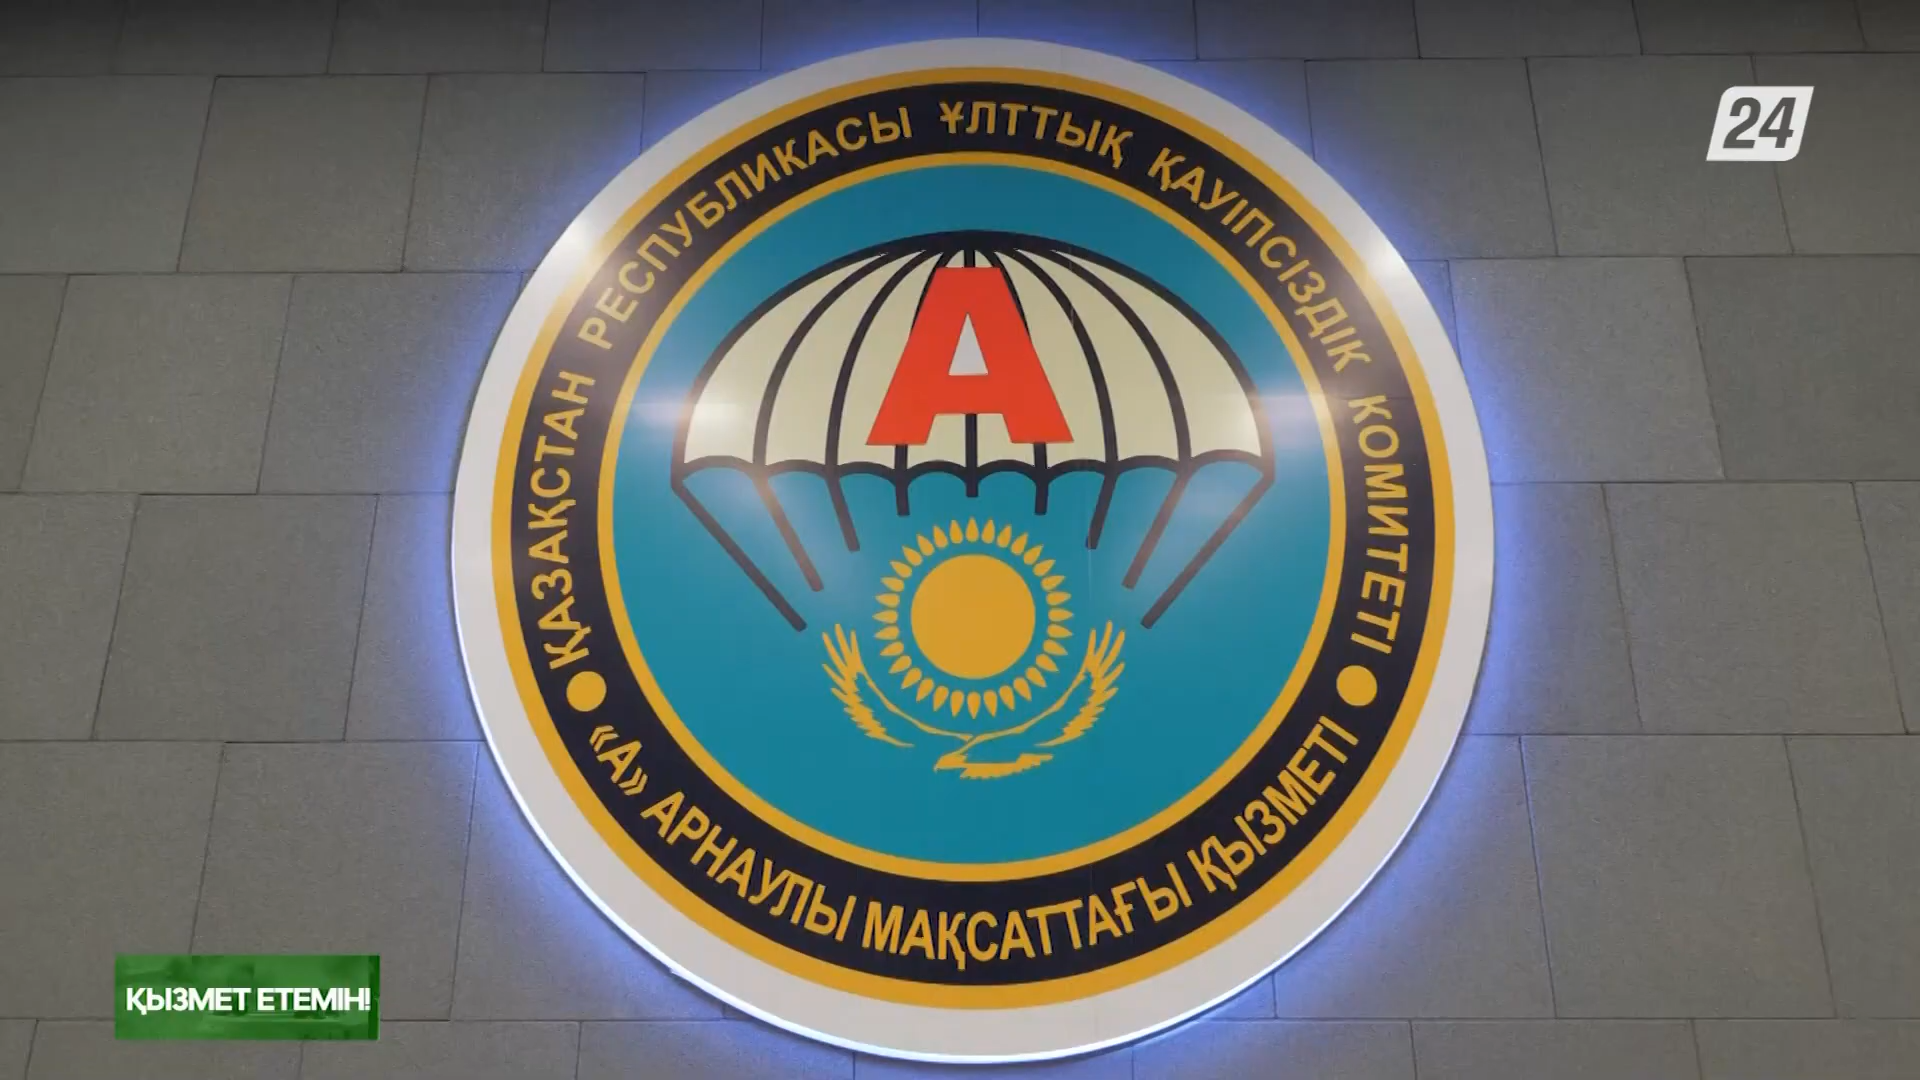 24
ҚАЗАҚСТАН РЕСПУБЛИКАСЫ ҰЛТТЫҚ ҚАУІПСІЗДІК КОМИТЕТІ
А
«А» АРНАУЛЫ МАҚСАТТАҒЫ ҚЫЗМЕТІ
ҚЫЗМЕТ ЕТЕМІН!